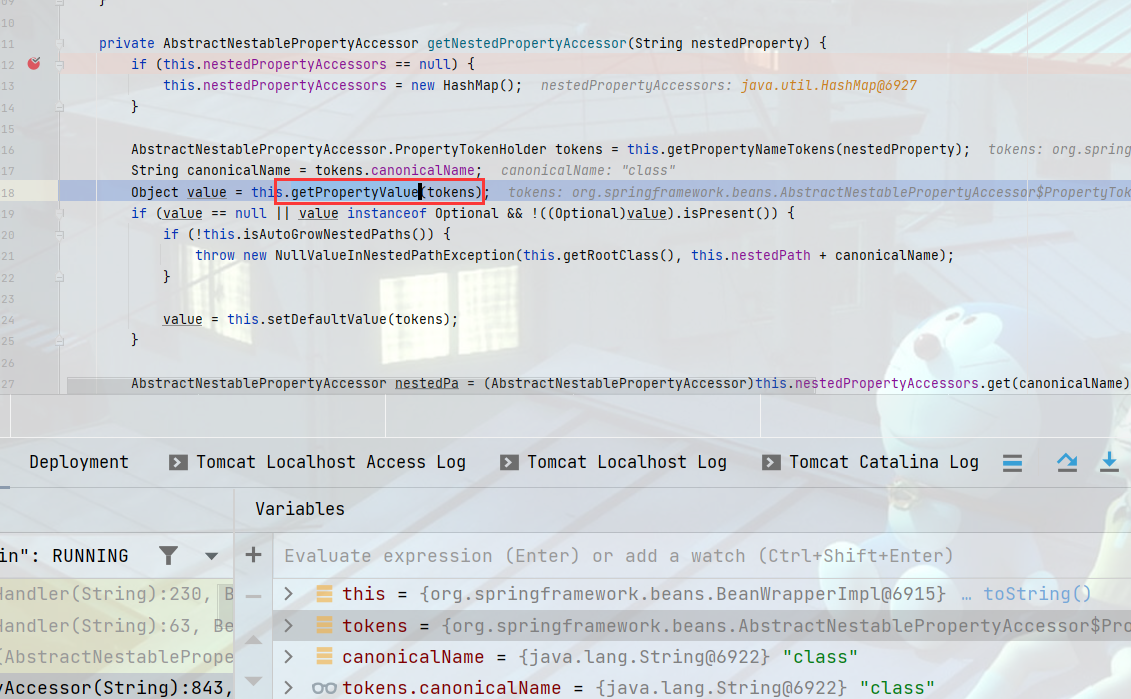 09 }
10
11 private AbstractNestablePropertyAccessor getNestedPropertyAccessor(String nestedProperty) {
12 if (this.nestedPropertyAccessors == null) {
13 this.nestedPropertyAccessors = new HashMap(); nestedPropertyAccessors: java.util.HashMap@6927
14 }
15
16 AbstractNestablePropertyAccessor.PropertyTokenHolder tokens = this.getPropertyNameTokens(nestedProperty); tokens: org.spring
17 String canonicalName = tokens.canonicalName; canonicalName: "class"
18 Object value = this.getPropertyValue(tokens); tokens: org.springframework.beans.AbstractNestablePropertyAccessor$PropertyTok
19 if (value == null || value instanceof Optional && !((Optional)value).isPresent()) {
20 if (!this.isAutoGrowNestedPaths()) {
21 throw new NullValueInNestedPathException(this.getRootClass(), this.nestedPath + canonicalName);
22 }
23
24 value = this.setDefaultValue(tokens);
25 }
26
27 AbstractNestablePropertyAccessor nestedPa = (AbstractNestablePropertyAccessor)this.nestedPropertyAccessors.get(canonicalName)
Deployment Tomcat Localhost Access Log Tomcat Localhost Log Tomcat Catalina Log
Variables
in": RUNNING
Evaluate expression (Enter) or add a watch (Ctrl+Shift+Enter)
Handler(String):230, B
this = {org.springframework.beans.BeanWrapperImpl@6915} … toString()
Handler(String):63, Be
tokens = {org.springframework.beans.AbstractNestablePropertyAccessor$Pro
(AbstractNestablePrope
canonicalName = {java.lang.String@6922} "class"
yAccessor(String):843,
tokens.canonicalName = {java.lang.String@6922} "class"